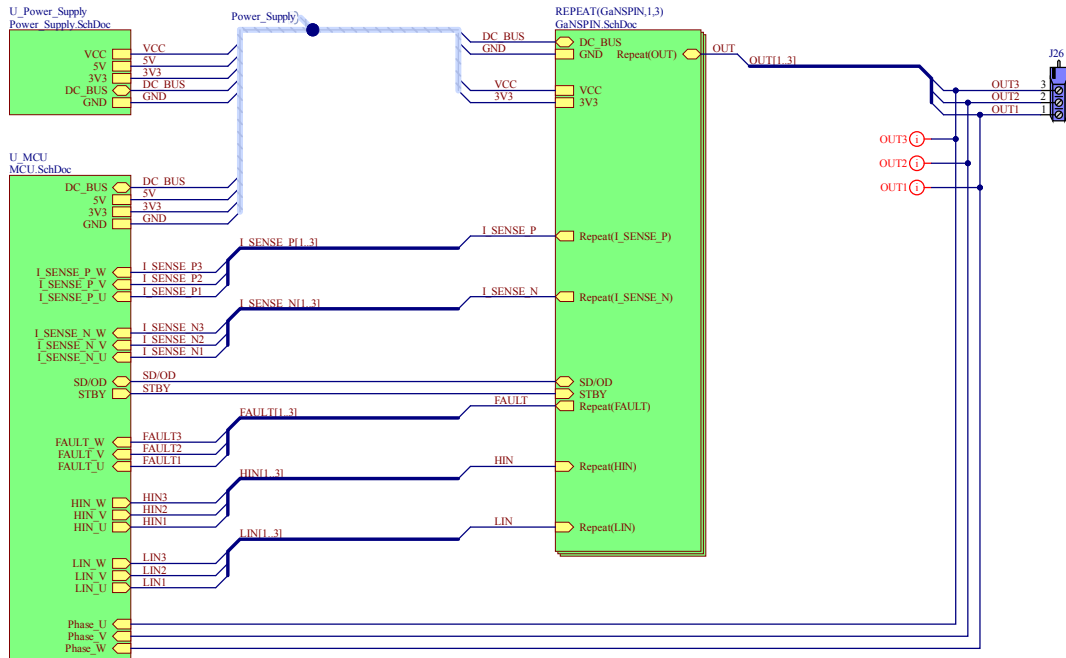 U_Power_Supply
Power_Supply.SchDoc
VCC
5V
3V3
DC_BUS
GND
VCC
5V
3V3
DC_BUS
GND
Power_Supply
U_MCU
MCU.SchDoc
DC_BUS
5V
3V3
GND
DC_BUS
5V
3V3
GND
I_SENSE_P_W
I_SENSE_P_V
I_SENSE_P_U
I_SENSE_P3
I_SENSE_P2
I_SENSE_P1
I_SENSE_P[1..3]
I_SENSE_P
I_SENSE_N_W
I_SENSE_N_V
I_SENSE_N_U
I_SENSE_N3
I_SENSE_N2
I_SENSE_N1
I_SENSE_N[1..3]
I_SENSE_N
SD/OD
STBY
SD/OD
STBY
FAULT_W
FAULT_V
FAULT_U
FAULT3
FAULT2
FAULT1
FAULT[1..3]
FAULT
HIN_W
HIN_V
HIN_U
HIN3
HIN2
HIN1
HIN[1..3]
HIN
LIN_W
LIN_V
LIN_U
LIN3
LIN2
LIN1
LIN[1..3]
LIN
Phase_U
Phase_V
Phase_W
REPEAT(GaNSPIN,1,3)
GaNSPIN.SchDoc
DC_BUS
GND
VCC
3V3
DC_BUS
GND
Repeat(OUT)
VCC
3V3
Repeat(I_SENSE_P)
Repeat(I_SENSE_N)
SD/OD
STBY
Repeat(FAULT)
Repeat(HIN)
Repeat(LIN)
OUT
OUT[1..3]
J26
OUT3
OUT2
OUT1
3
2
1
OUT3 i
OUT2 i
OUT1 i